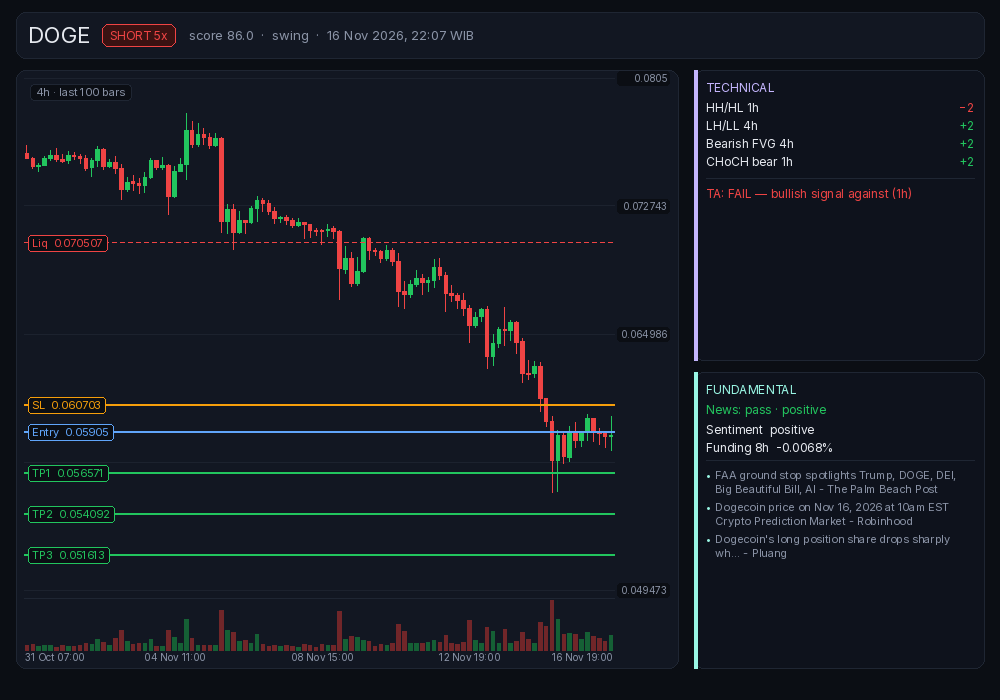 DOGE SHORT 5x score 86.0 · swing · 16 Nov 2026, 22:07 WIB
4h · last 100 bars
0.0805
0.072743
Liq 0.070507
0.064986
SL 0.060703
Entry 0.05905
TP1 0.056571
TP2 0.054092
TP3 0.051613
0.049473
31 Oct 07:00 04 Nov 11:00 08 Nov 15:00 12 Nov 19:00 16 Nov 19:00
TECHNICAL
HH/HL 1h −2
LH/LL 4h +2
Bearish FVG 4h +2
CHoCH bear 1h +2
TA: FAIL — bullish signal against (1h)
FUNDAMENTAL
News: pass · positive
Sentiment positive
Funding 8h -0.0068%
• FAA ground stop spotlights Trump, DOGE, DEI,
Big Beautiful Bill, AI - The Palm Beach Post
• Dogecoin price on Nov 16, 2026 at 10am EST
Crypto Prediction Market - Robinhood
• Dogecoin's long position share drops sharply
wh... - Pluang